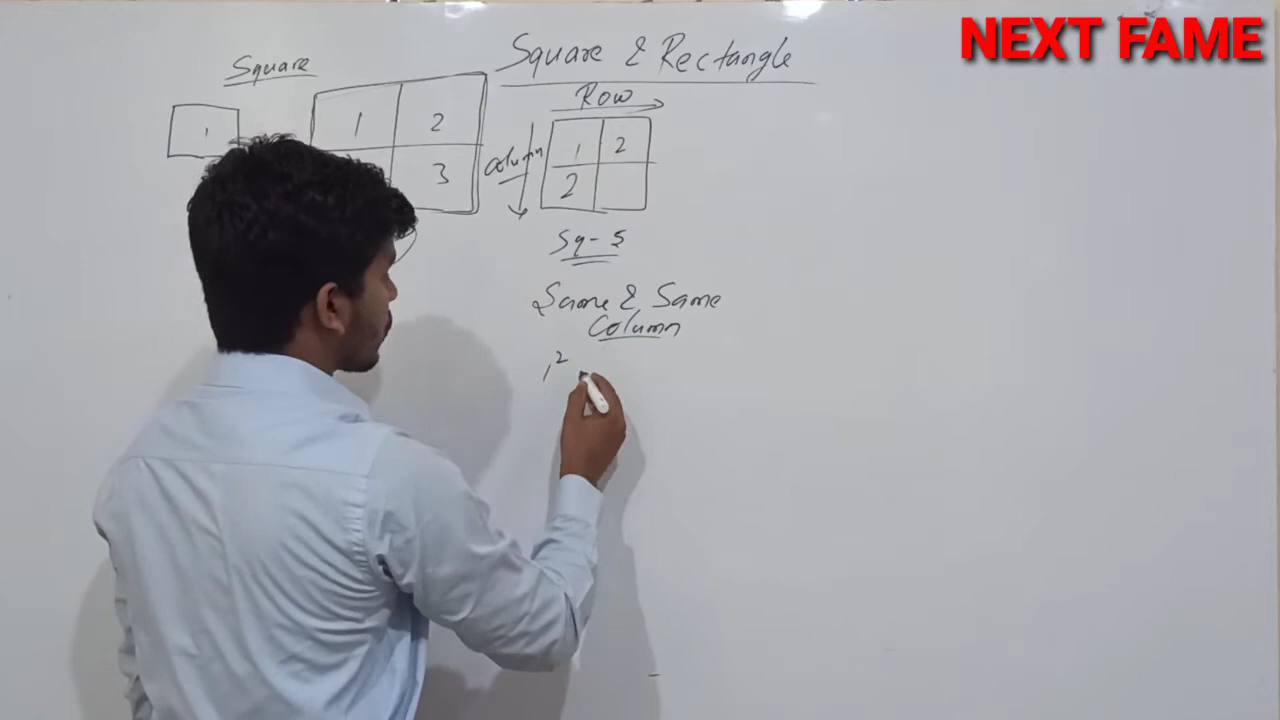 NEXT FAME
Square & Rectangle
Square
Row
1
1 2
3
Column
1 2
2
Sq - 5
Same & Same
Column
1²